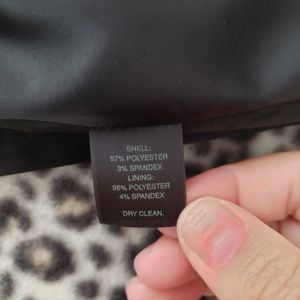 SHELL:
97% POLYESTER
3% SPANDEX
LINING:
96% POLYESTER
4% SPANDEX
DRY CLEAN.